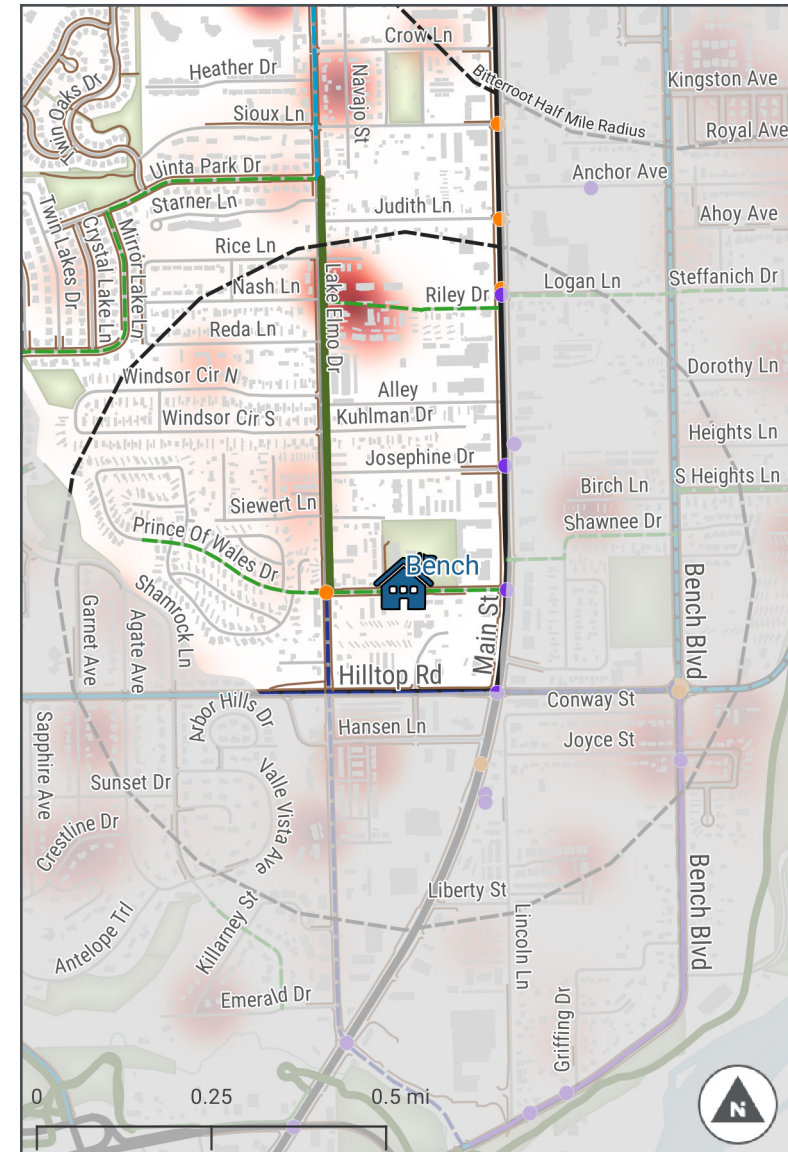 Crow Ln
Heather Dr
Navajo St
Bitterroot Half Mile Radius
Kingston Ave
Twin Oaks Dr
Sioux Ln
Royal Ave
Uinta Park Dr
Anchor Ave
Starner Ln
Judith Ln
Ahoy Ave
Twin Lakes Dr
Crystal Lake Ln
Mirror Lake Ln
Rice Ln
Lake Elmo Dr
Nash Ln
Riley Dr
Logan Ln
Steffanich Dr
Reda Ln
Windsor Cir N
Dorothy Ln
Alley
Windsor Cir S
Kuhlman Dr
Heights Ln
Josephine Dr
Birch Ln
S Heights Ln
Siewert Ln
Shawnee Dr
Prince Of Wales Dr
Bench
Bench Blvd
Shamrock Ln
Garnet Ave
Agate Ave
Main St
Hilltop Rd
Conway St
Arbor Hills Dr
Hansen Ln
Joyce St
Sapphire Ave
Sunset Dr
Valle Vista Ave
Crestline Dr
Liberty St
Bench Blvd
Antelope Trl
Killarney St
Lincoln Ln
Emerald Dr
Griffing Dr
0
0.25
0.5 mi
N